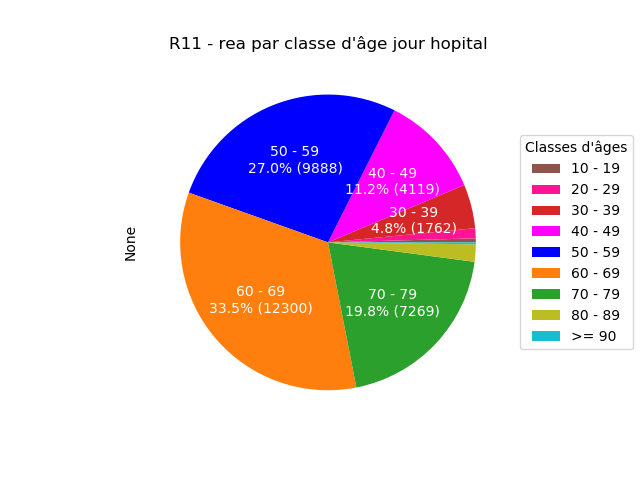 R11 - rea par classe d'âge jour hopital
None
50 - 59
27.0% (9888)
40 - 49
11.2% (4119)
30 - 39
4.8% (1762)
60 - 69
33.5% (12300)
70 - 79
19.8% (7269)
Classes d'âges
10 - 19
20 - 29
30 - 39
40 - 49
50 - 59
60 - 69
70 - 79
80 - 89
>= 90